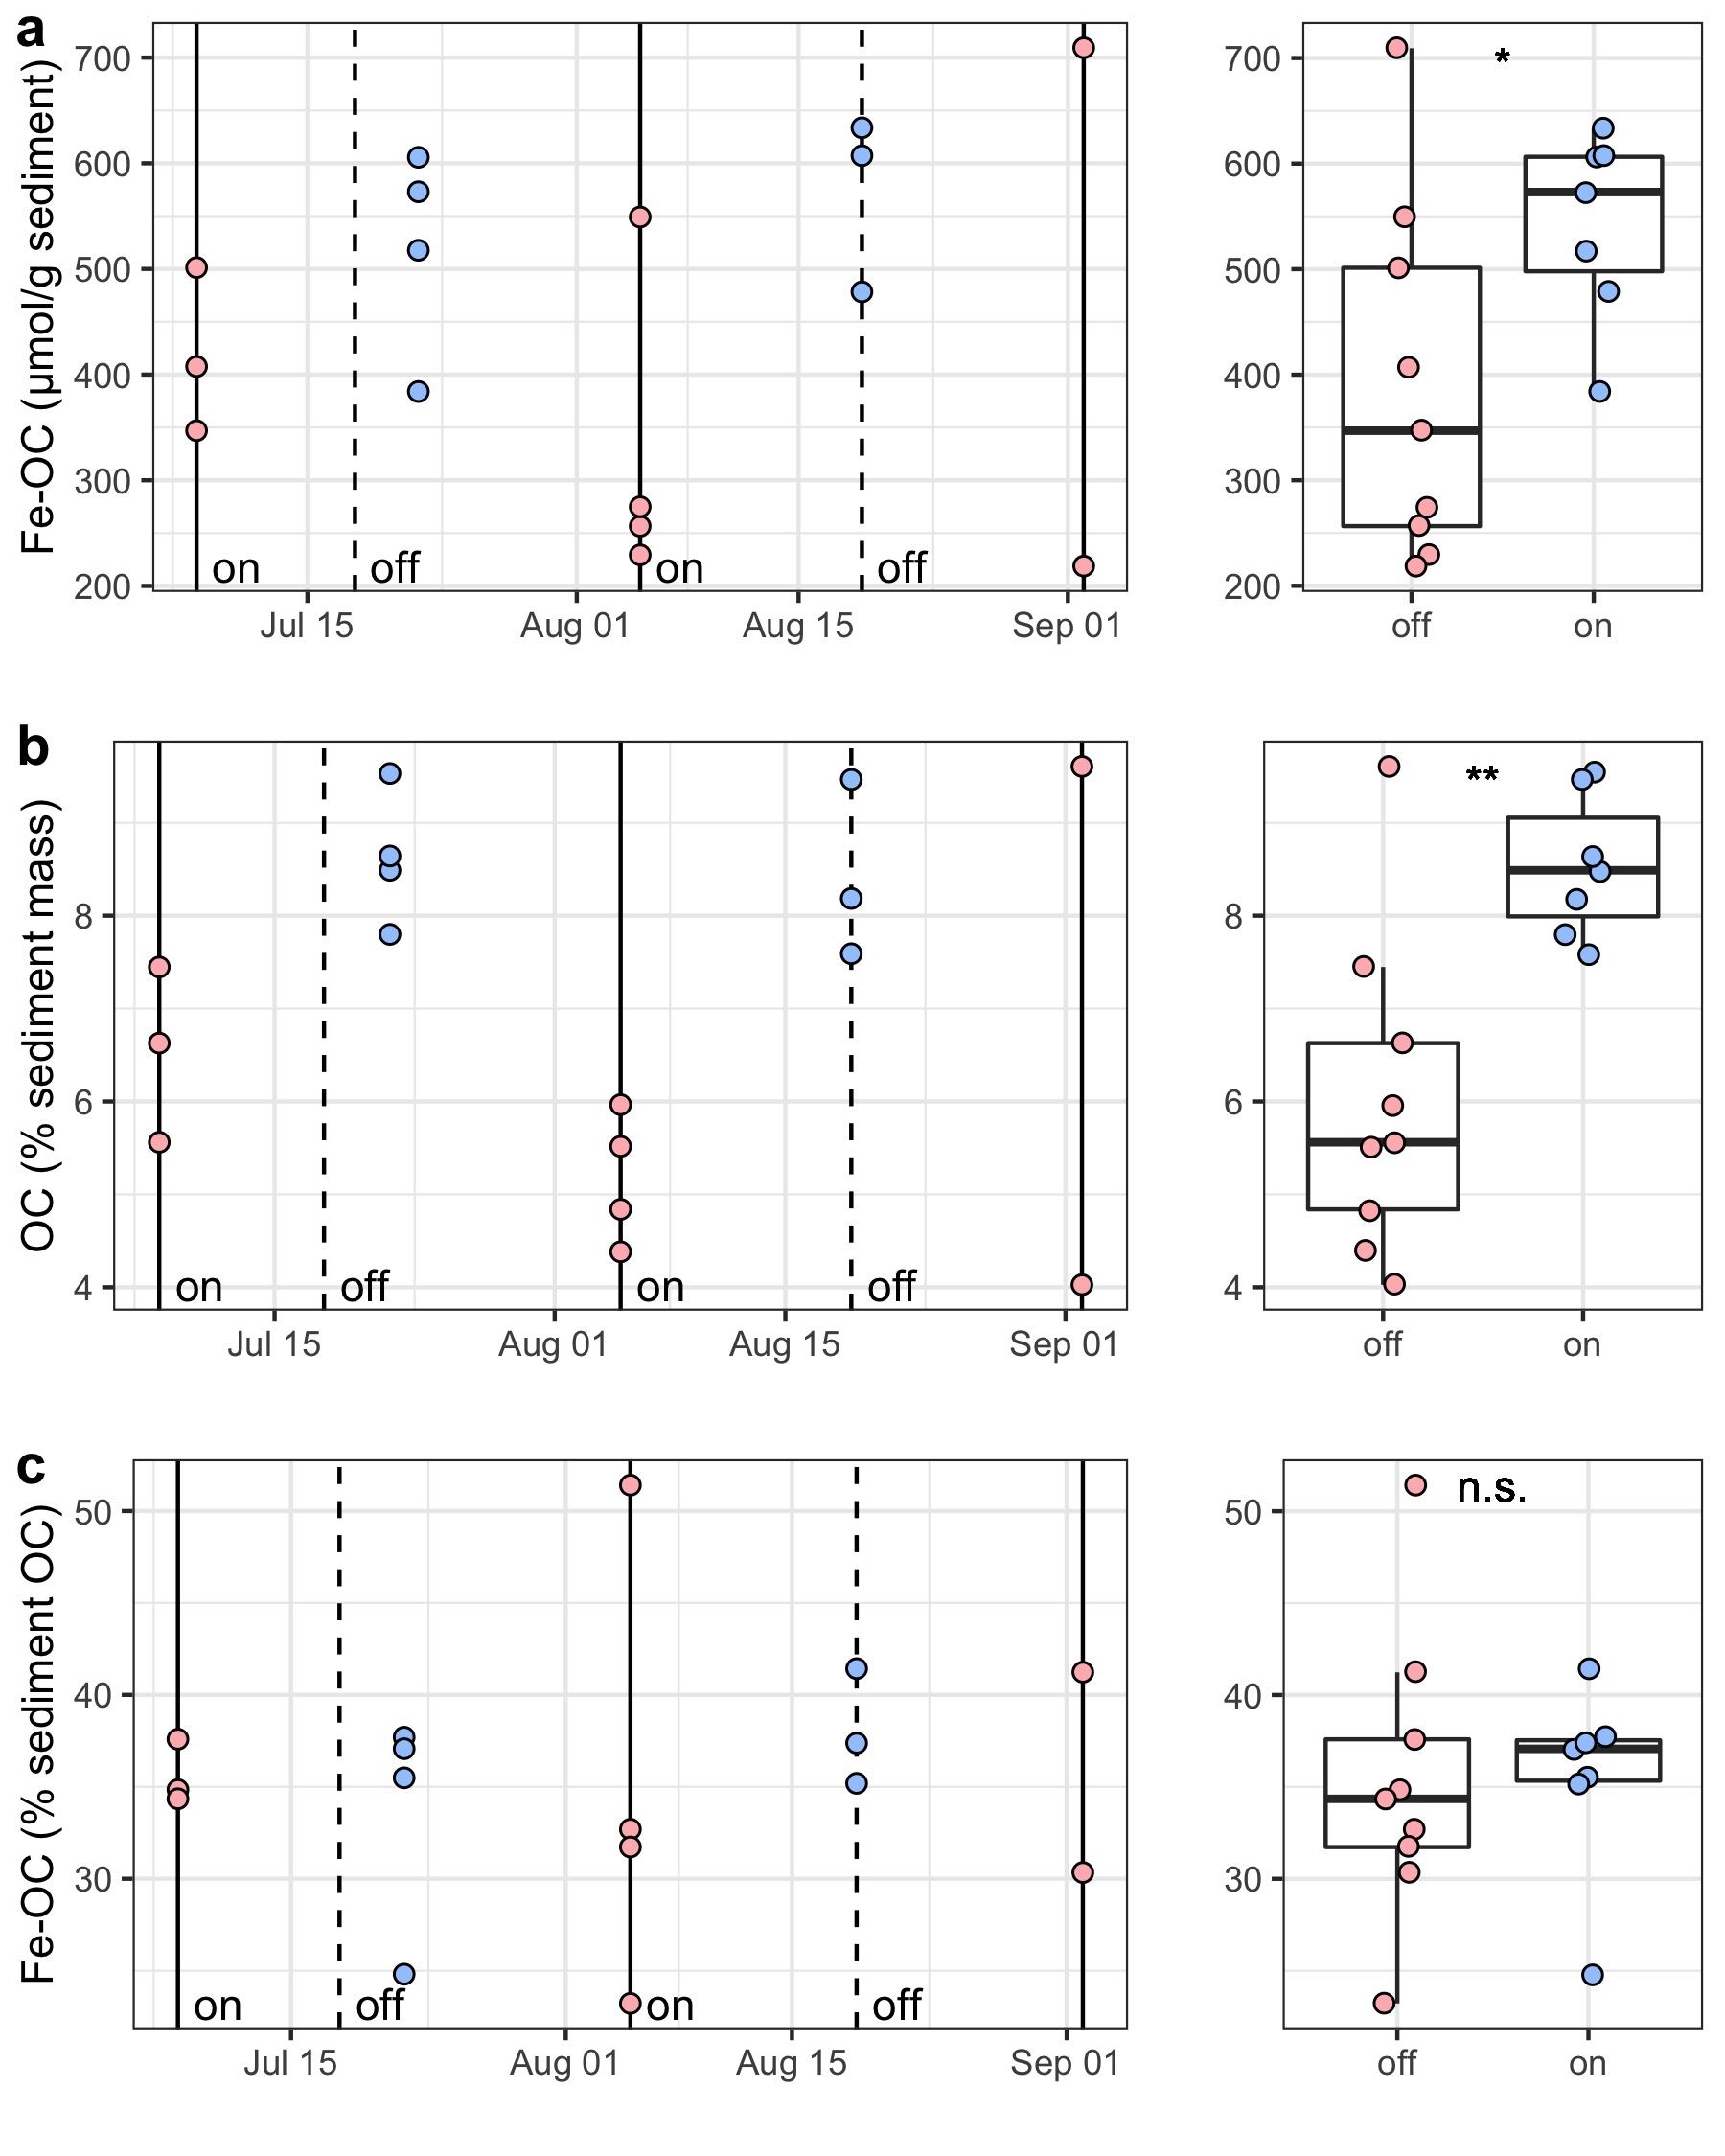 a
Fe-OC (µmol/g sediment)
700
600
500
400
300
200
on
off
on
off
Jul 15
Aug 01
Aug 15
Sep 01
700
600
500
400
300
200
*
off
on
b
OC (% sediment mass)
8
6
4
on
off
on
off
Jul 15
Aug 01
Aug 15
Sep 01
8
6
4
**
off
on
c
Fe-OC (% sediment OC)
50
40
30
on
off
on
off
Jul 15
Aug 01
Aug 15
Sep 01
50
40
30
n.s.
off
on